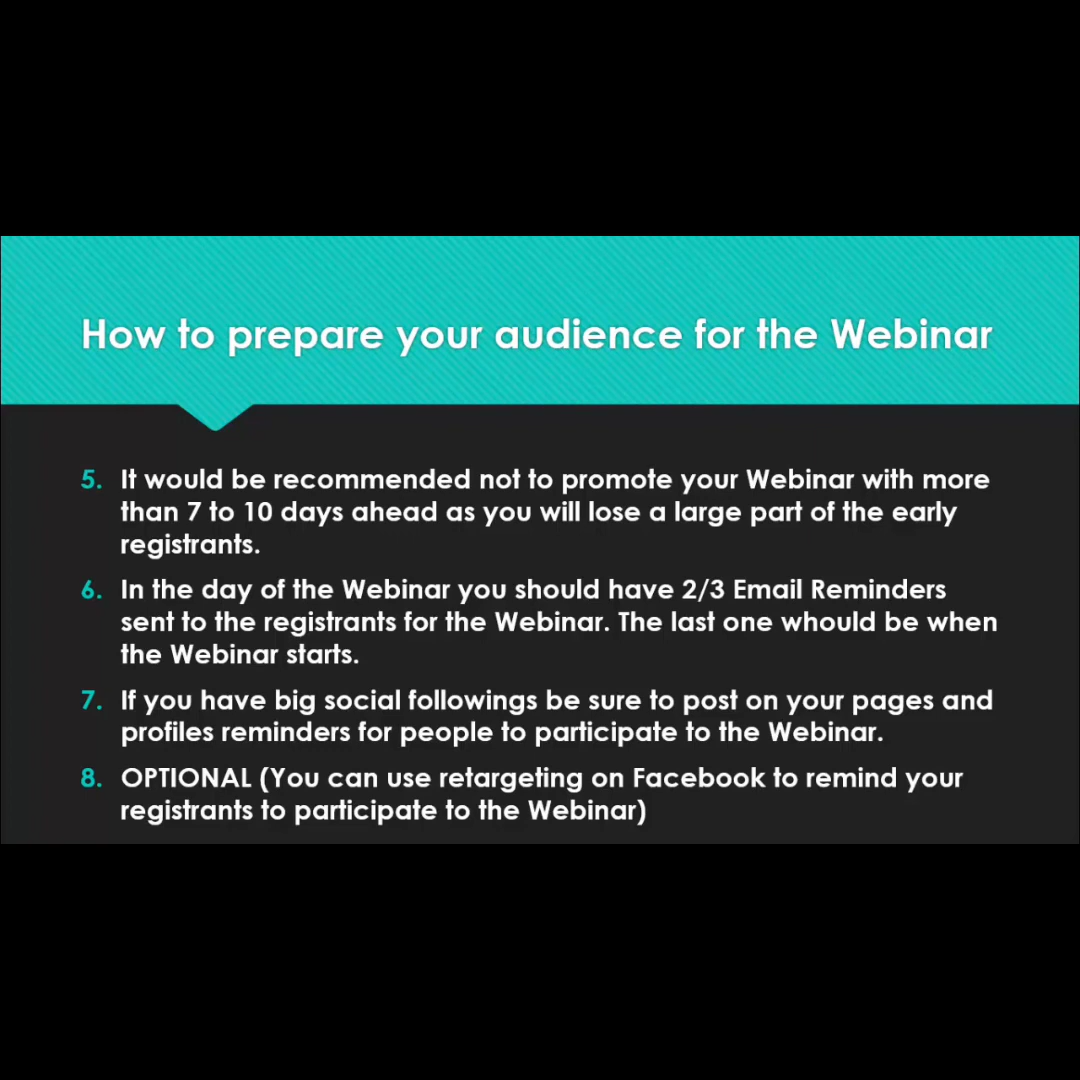 How to prepare your audience for the Webinar
5. It would be recommended not to promote your Webinar with more
than 7 to 10 days ahead as you will lose a large part of the early
registrants.
6. In the day of the Webinar you should have 2/3 Email Reminders
sent to the registrants for the Webinar. The last one whould be when
the Webinar starts.
7. If you have big social followings be sure to post on your pages and
profiles reminders for people to participate to the Webinar.
8. OPTIONAL (You can use retargeting on Facebook to remind your
registrants to participate to the Webinar)